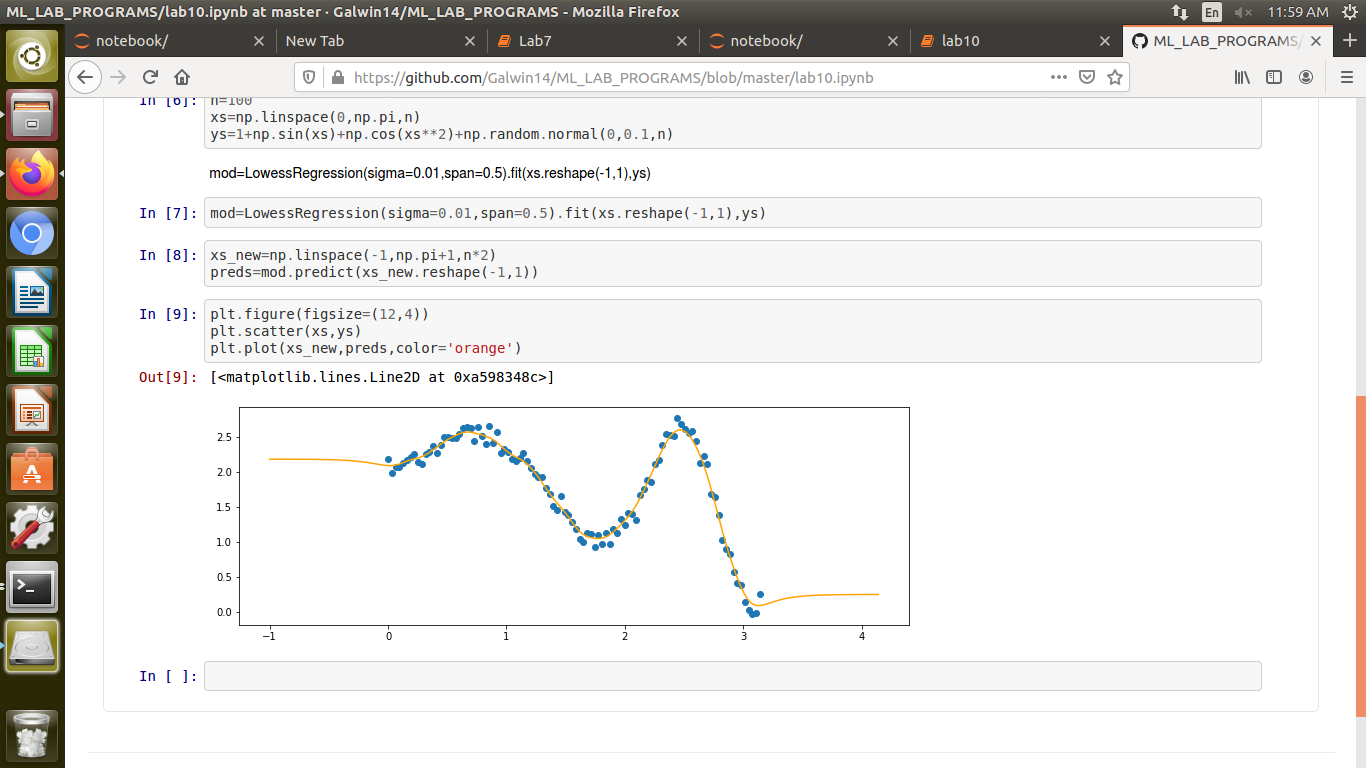 ML_LAB_PROGRAMS/lab10.ipynb at master · Galwin14/ML_LAB_PROGRAMS - Mozilla Firefox
En
11:59 AM
notebook/
New Tab
Lab7
notebook/
lab10
ML_LAB_PROGRAMS/
https://github.com/Galwin14/ML_LAB_PROGRAMS/blob/master/lab10.ipynb
In [6]: n=100
xs=np.linspace(0,np.pi,n)
ys=1+np.sin(xs)+np.cos(xs**2)+np.random.normal(0,0.1,n)
mod=LowessRegression(sigma=0.01,span=0.5).fit(xs.reshape(-1,1),ys)
In [7]: mod=LowessRegression(sigma=0.01,span=0.5).fit(xs.reshape(-1,1),ys)
In [8]: xs_new=np.linspace(-1,np.pi+1,n*2)
preds=mod.predict(xs_new.reshape(-1,1))
In [9]: plt.figure(figsize=(12,4))
plt.scatter(xs,ys)
plt.plot(xs_new,preds,color='orange')
Out[9]: [<matplotlib.lines.Line2D at 0xa598348c>]
2.5
2.0
1.5
1.0
0.5
0.0
−1 0 1 2 3 4
In [ ]: